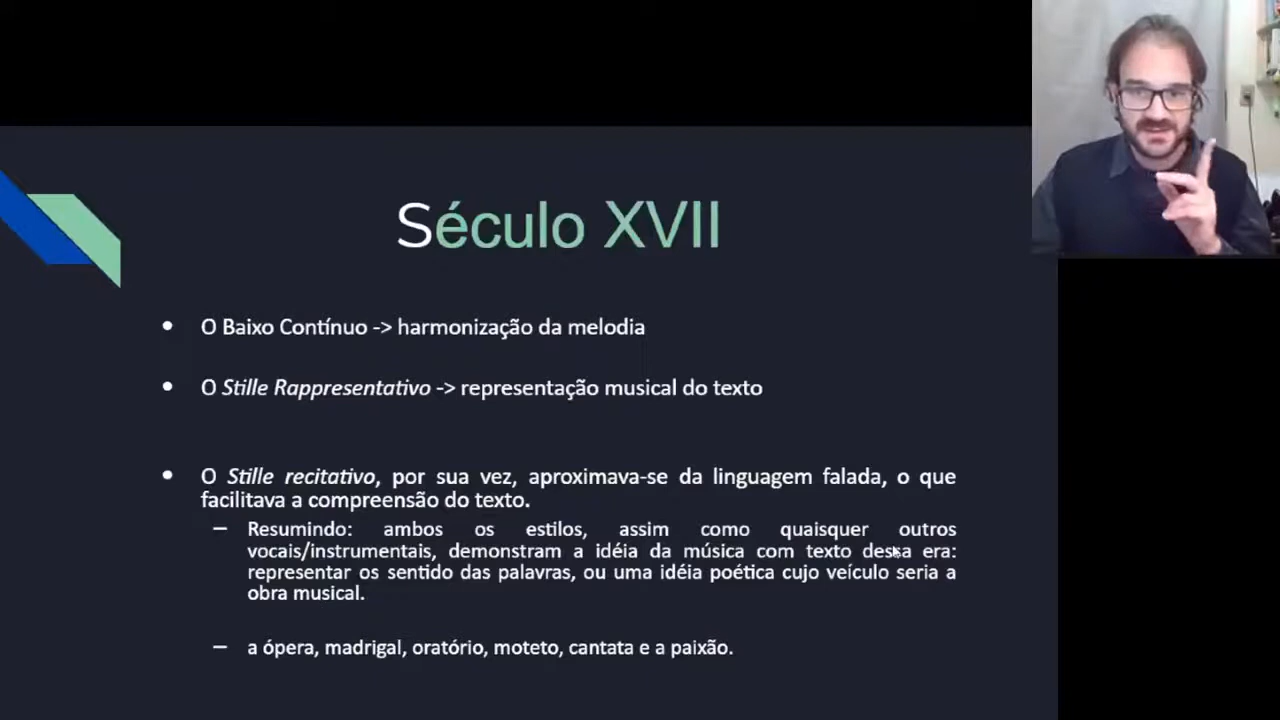 Século XVII
• O Baixo Contínuo -> harmonização da melodia
• O Stille Rappresentativo -> representação musical do texto
• O Stille recitativo, por sua vez, aproximava-se da linguagem falada, o que
facilitava a compreensão do texto.
– Resumindo: ambos os estilos, assim como quaisquer outros
vocais/instrumentais, demonstram a idéia da música com texto dessa era:
representar os sentido das palavras, ou uma idéia poética cujo veículo seria a
obra musical.
– a ópera, madrigal, oratório, moteto, cantata e a paixão.